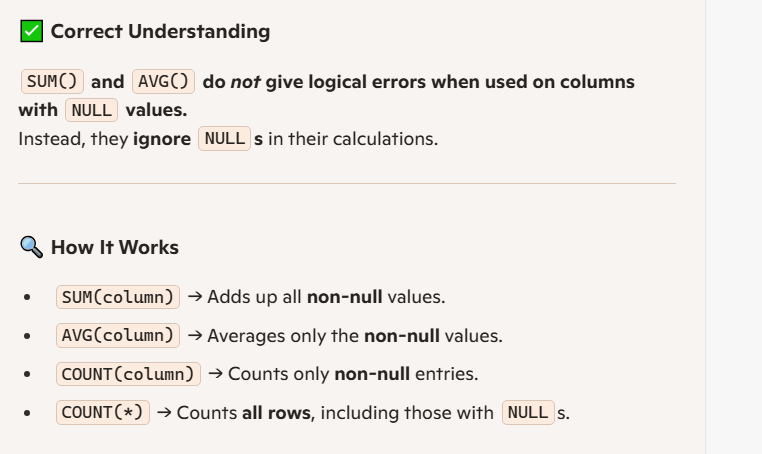 ✅ Correct Understanding
SUM() and AVG() do not give logical errors when used on columns
with NULL values.
Instead, they ignore NULL s in their calculations.
🔍 How It Works
• SUM(column) → Adds up all non-null values.
• AVG(column) → Averages only the non-null values.
• COUNT(column) → Counts only non-null entries.
• COUNT(*) → Counts all rows, including those with NULL s.